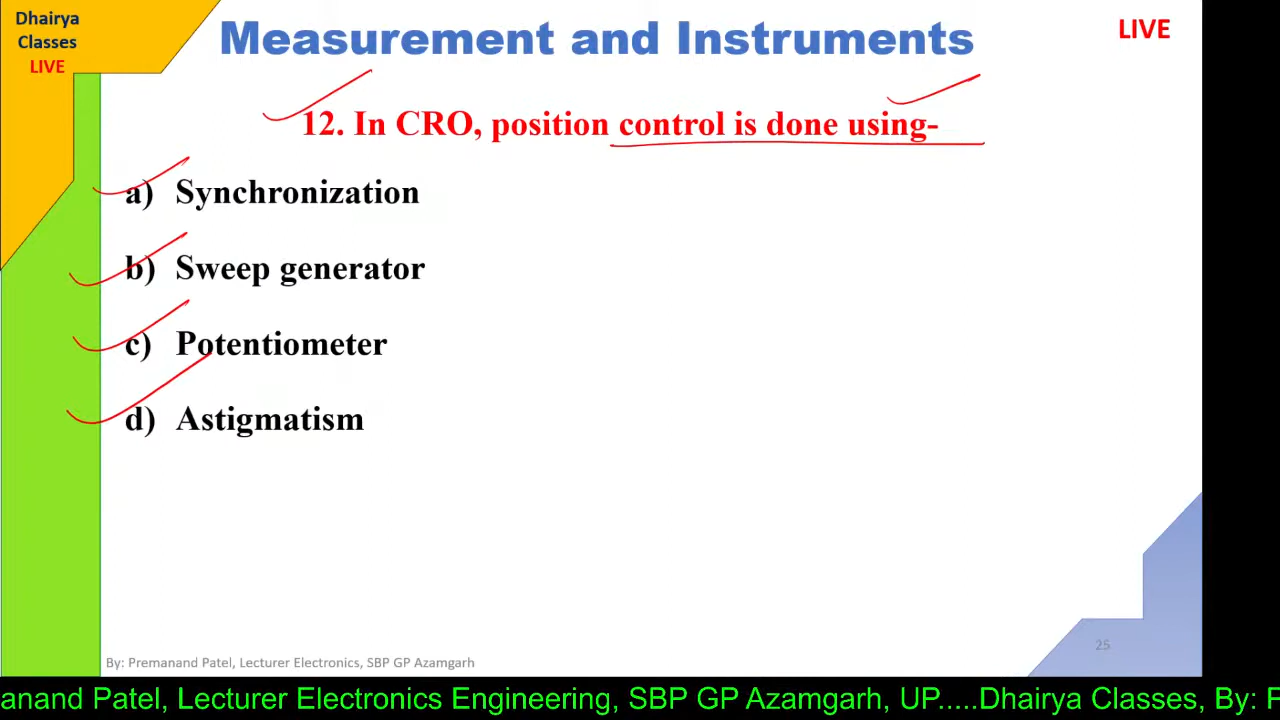 Dhairya
Classes
LIVE
Measurement and Instruments
LIVE
12. In CRO, position control is done using-
a) Synchronization
b) Sweep generator
c) Potentiometer
d) Astigmatism
25
By: Premanand Patel, Lecturer Electronics, SBP GP Azamgarh
anand Patel, Lecturer Electronics Engineering, SBP GP Azamgarh, UP.....Dhairya Classes, By: P